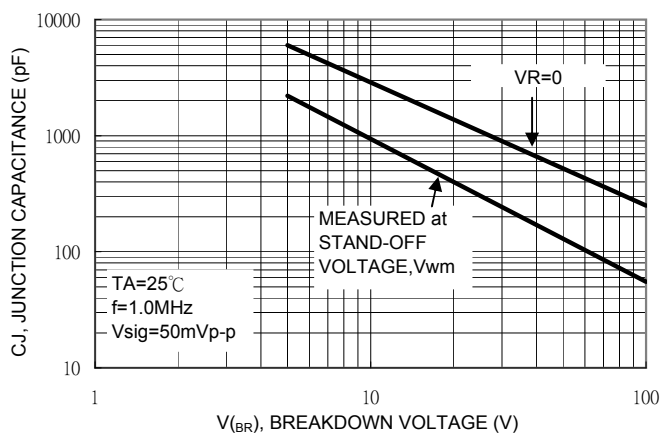 10000
1000
100
10
CJ, JUNCTION CAPACITANCE (pF)
VR=0
MEASURED at
STAND-OFF
VOLTAGE,Vwm
TA=25℃
f=1.0MHz
Vsig=50mVp-p
1
10
100
V(BR), BREAKDOWN VOLTAGE (V)